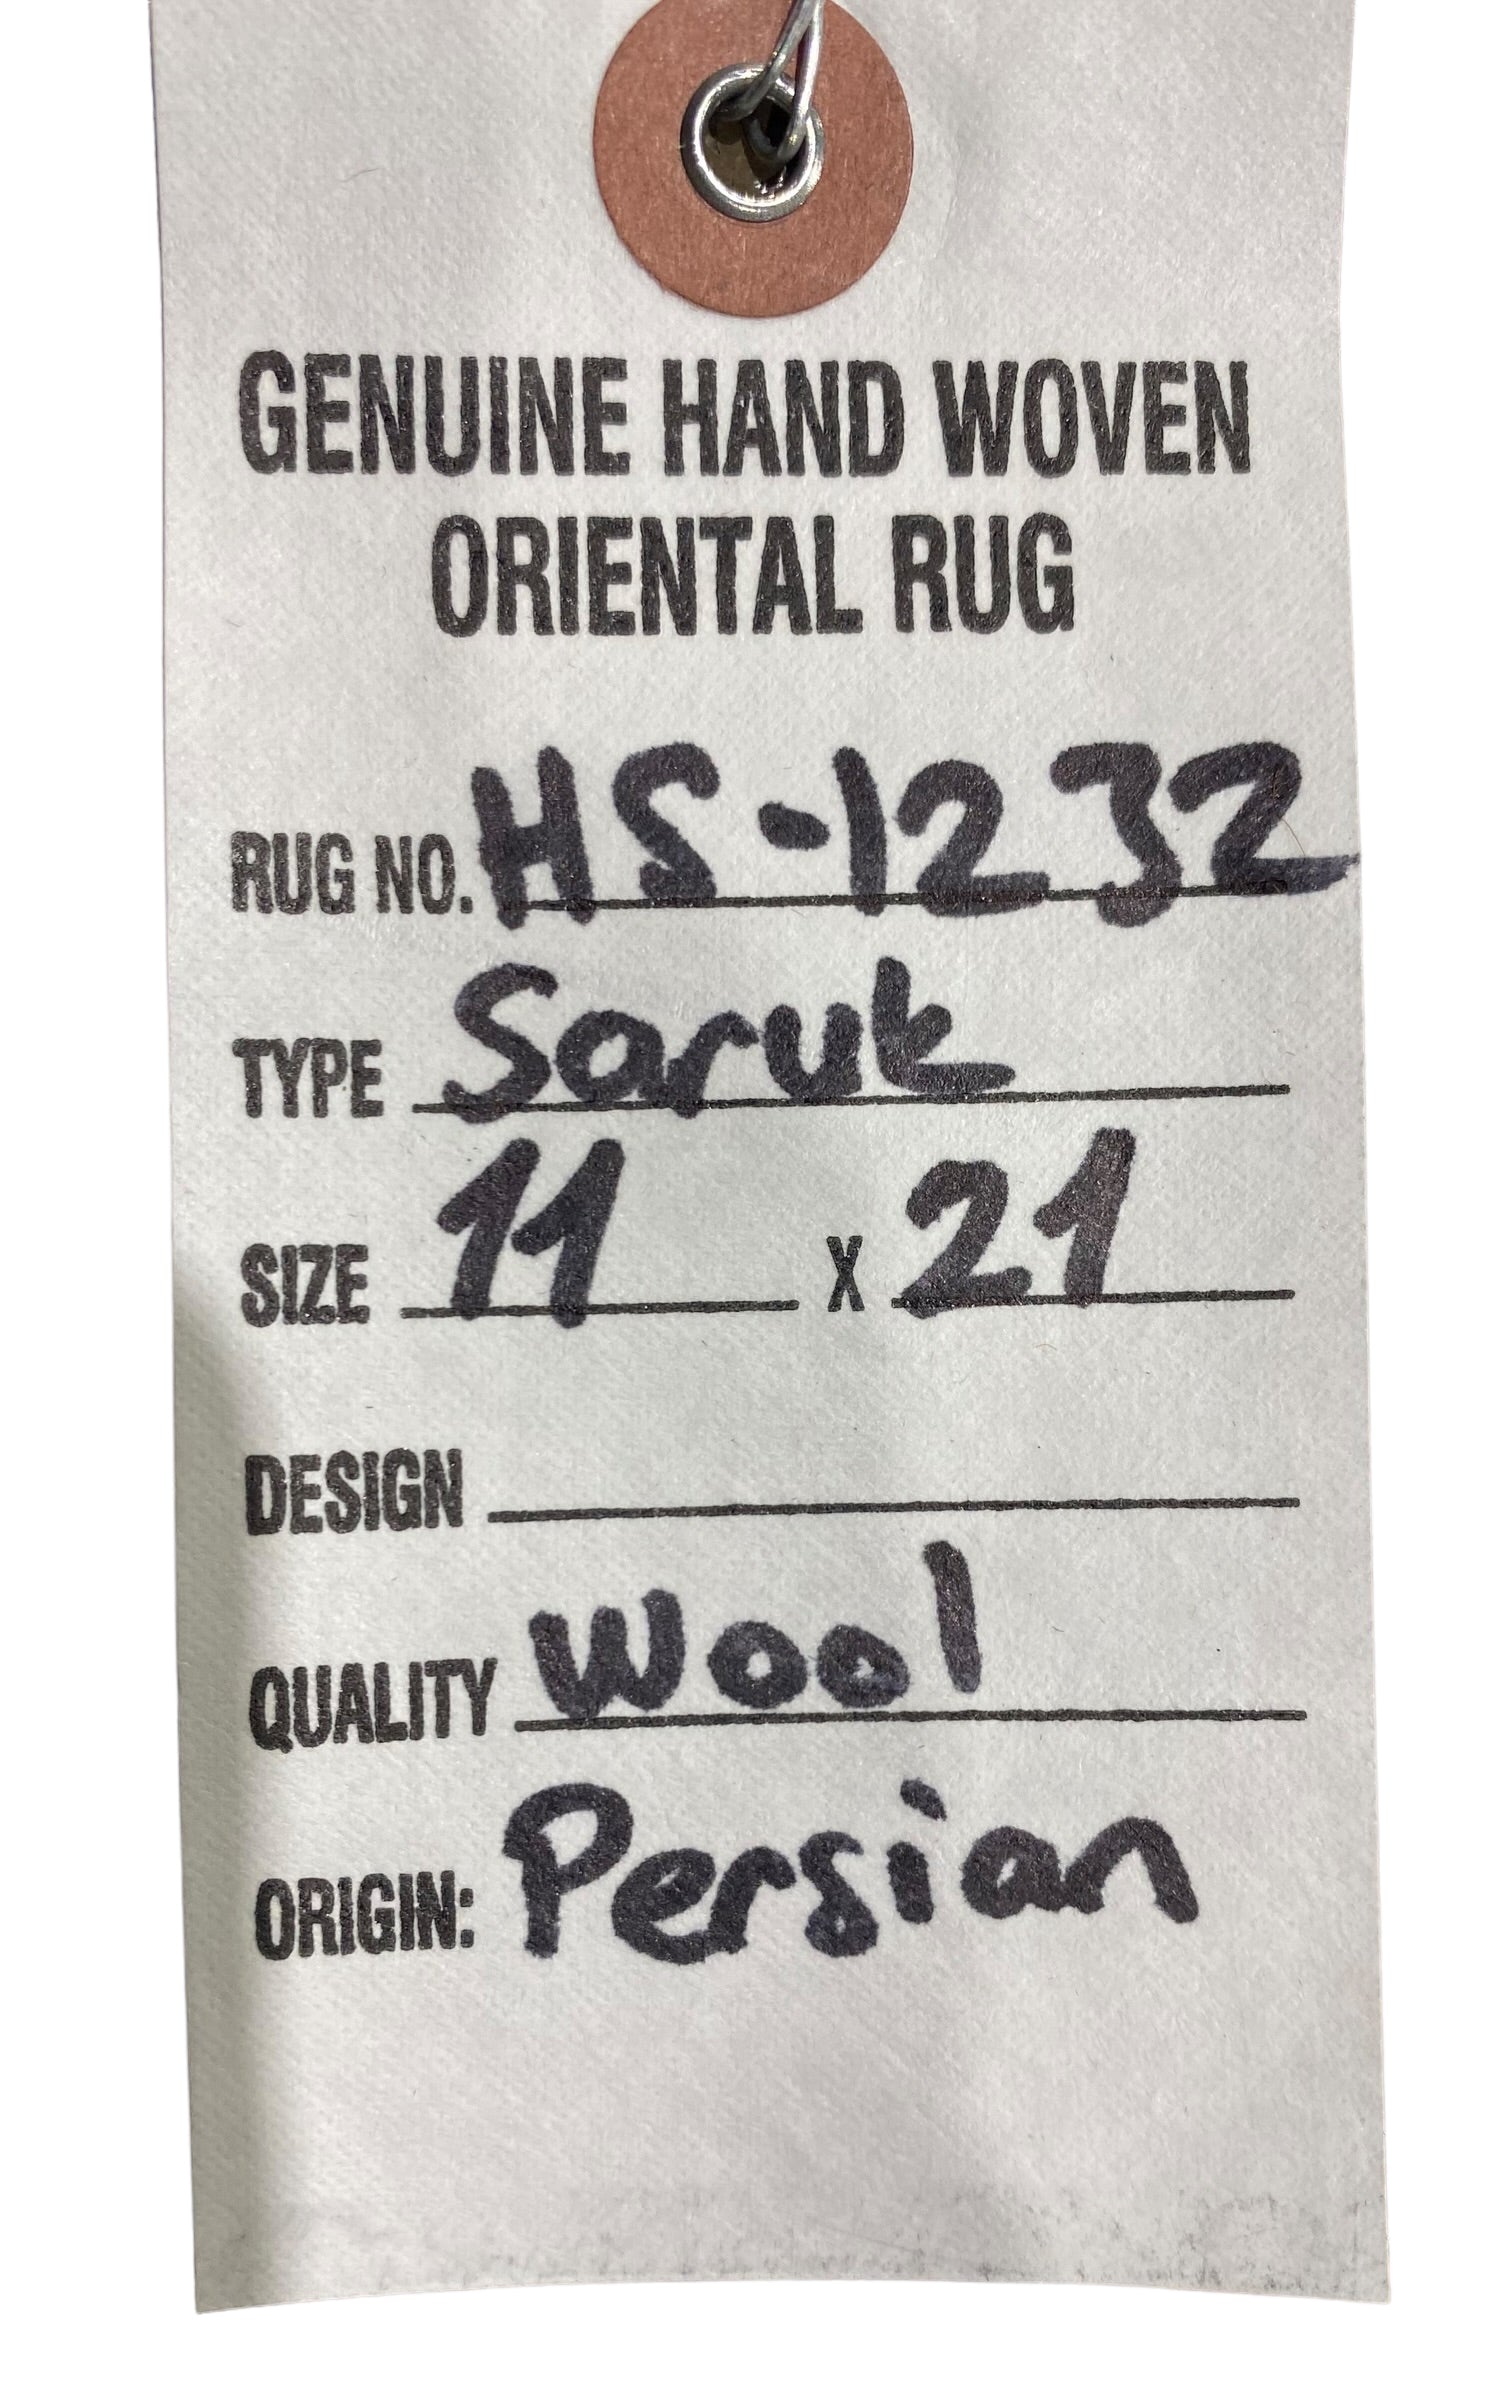 GENUINE HAND WOVEN
ORIENTAL RUG
RUG NO. HS-1232
TYPE Saruk
SIZE 11 X 21
DESIGN
QUALITY Wool
ORIGIN: Persian